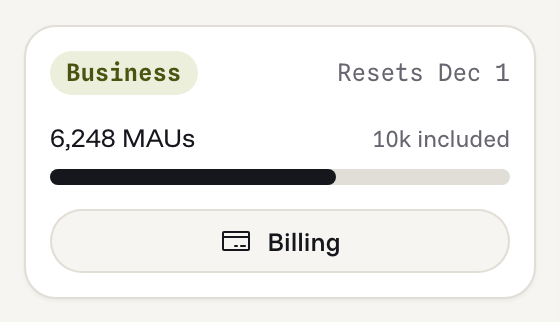 Business
Resets Dec 1
6,248 MAUs
10k included
Billing